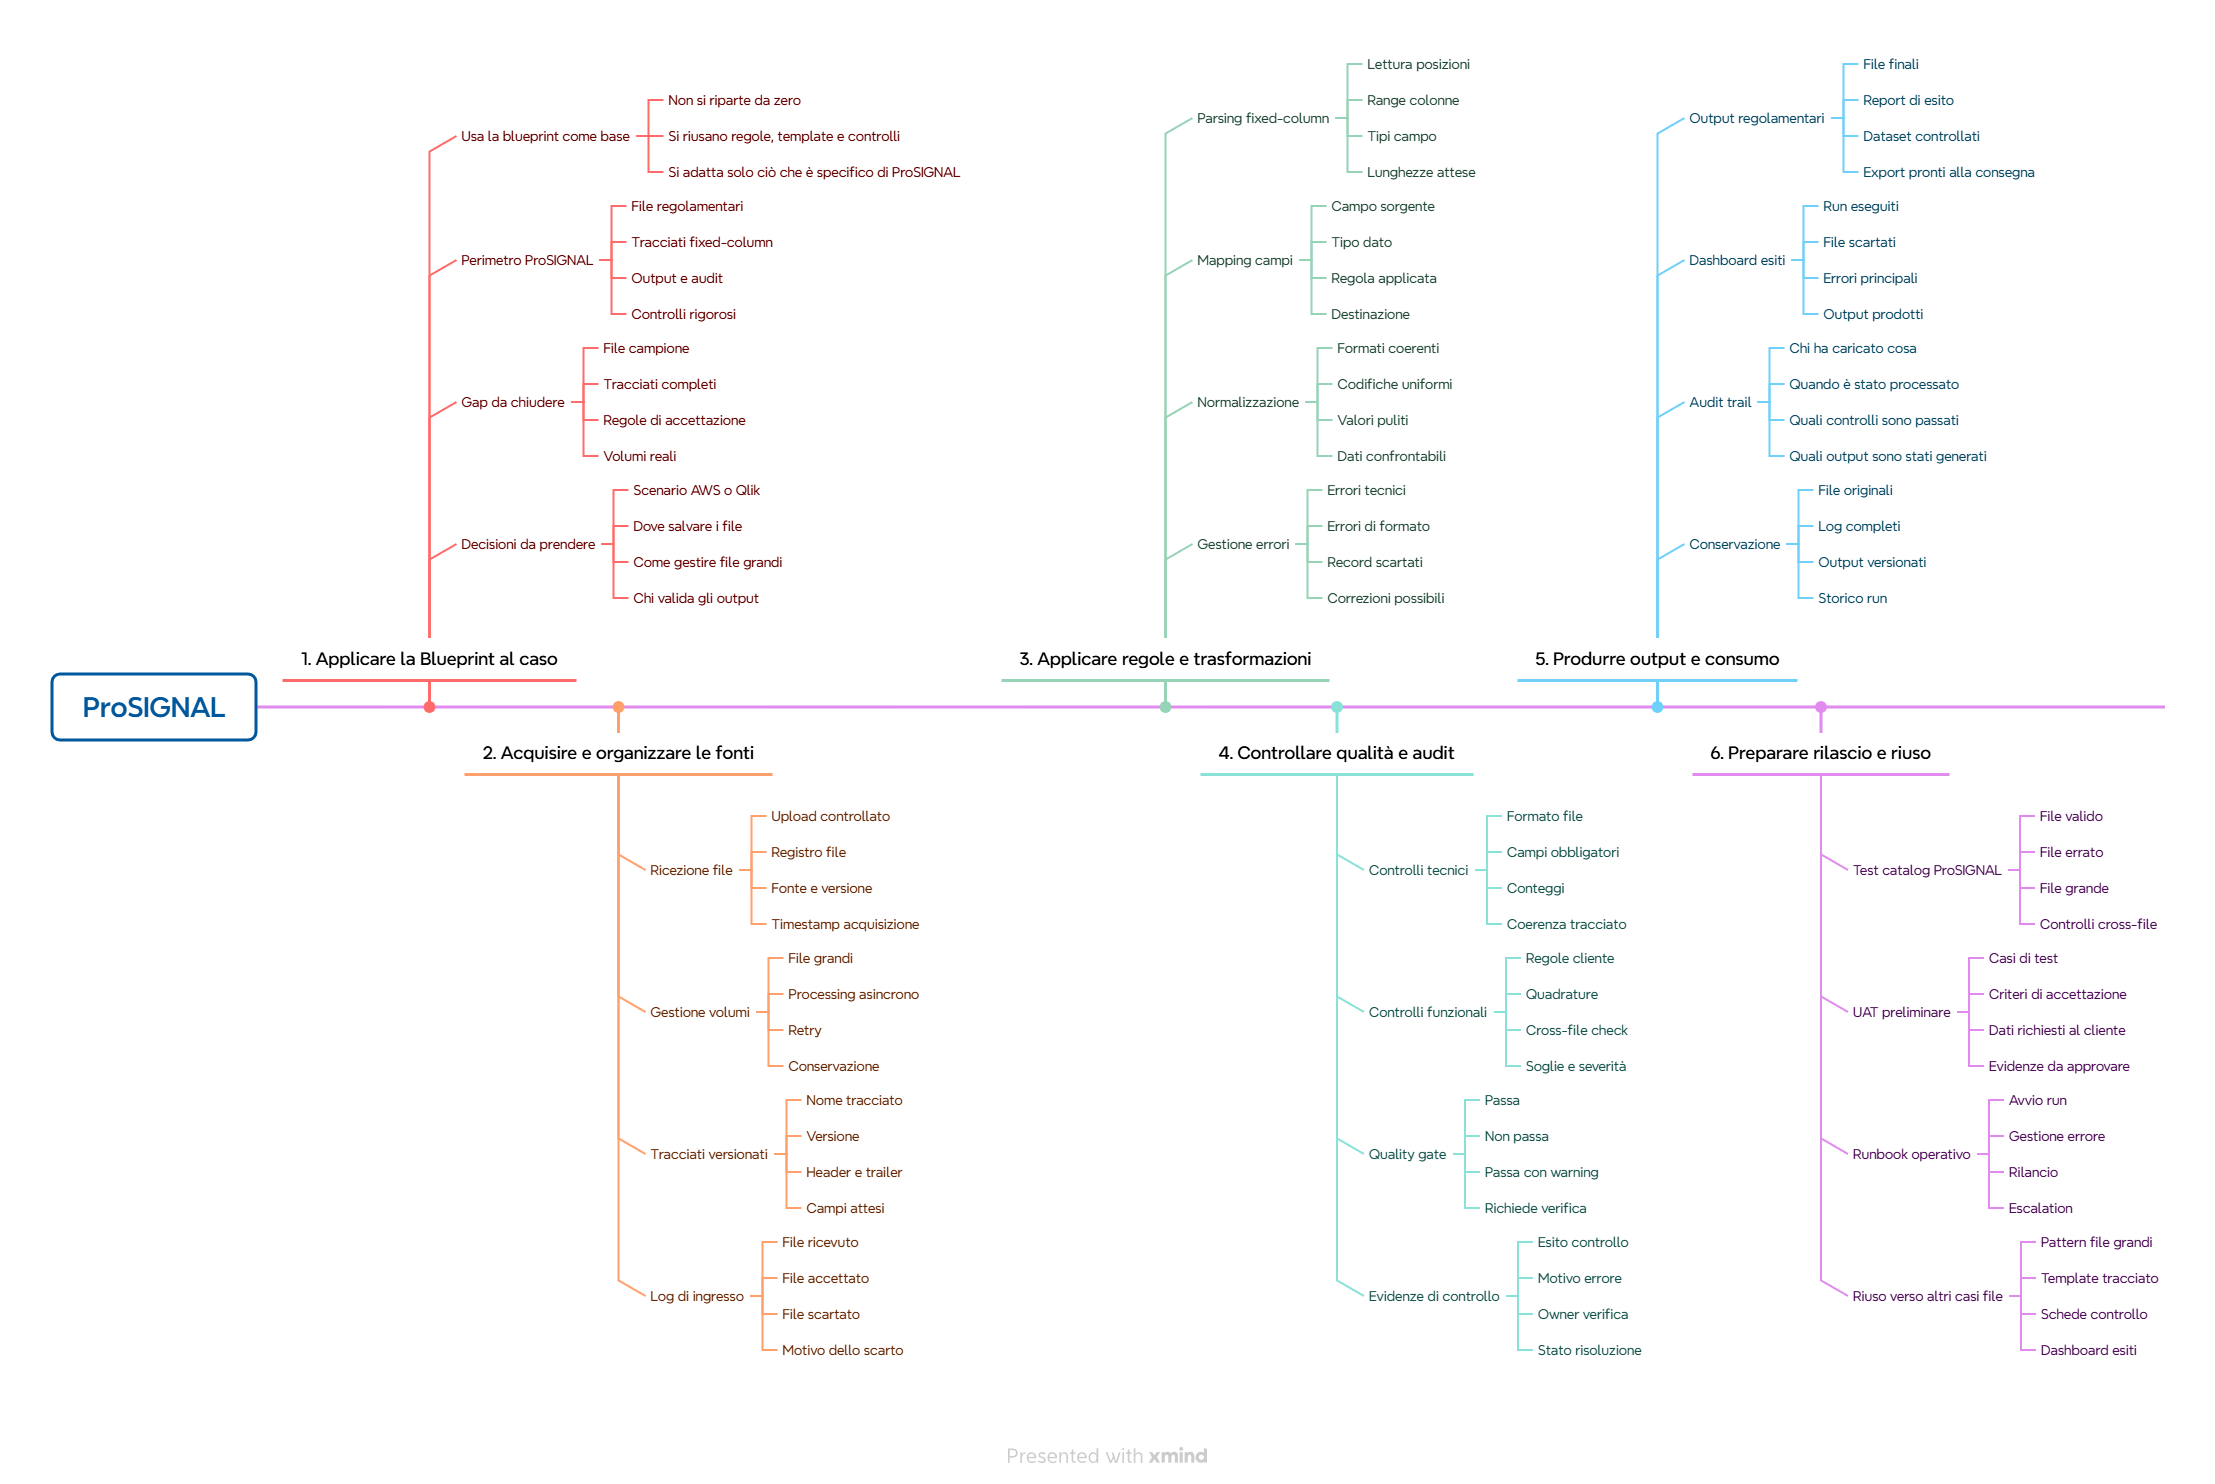 ProSIGNAL
1. Applicare la Blueprint al caso
Usa la blueprint come base
Non si riparte da zero
Si riusano regole, template e controlli
Si adatta solo ciò che è specifico di ProSIGNAL
Perimetro ProSIGNAL
File regolamentari
Tracciati fixed-column
Output e audit
Controlli rigorosi
Gap da chiudere
File campione
Tracciati completi
Regole di accettazione
Volumi reali
Decisioni da prendere
Scenario AWS o Qlik
Dove salvare i file
Come gestire file grandi
Chi valida gli output
2. Acquisire e organizzare le fonti
Ricezione file
Upload controllato
Registro file
Fonte e versione
Timestamp acquisizione
Gestione volumi
File grandi
Processing asincrono
Retry
Conservazione
Tracciati versionati
Nome tracciato
Versione
Header e trailer
Campi attesi
Log di ingresso
File ricevuto
File accettato
File scartato
Motivo dello scarto
3. Applicare regole e trasformazioni
Parsing fixed-column
Lettura posizioni
Range colonne
Tipi campo
Lunghezze attese
Mapping campi
Campo sorgente
Tipo dato
Regola applicata
Destinazione
Normalizzazione
Formati coerenti
Codifiche uniformi
Valori puliti
Dati confrontabili
Gestione errori
Errori tecnici
Errori di formato
Record scartati
Correzioni possibili
4. Controllare qualità e audit
Controlli tecnici
Formato file
Campi obbligatori
Conteggi
Coerenza tracciato
Controlli funzionali
Regole cliente
Quadrature
Cross-file check
Soglie e severità
Quality gate
Passa
Non passa
Passa con warning
Richiede verifica
Evidenze di controllo
Esito controllo
Motivo errore
Owner verifica
Stato risoluzione
5. Produrre output e consumo
Output regolamentari
File finali
Report di esito
Dataset controllati
Export pronti alla consegna
Dashboard esiti
Run eseguiti
File scartati
Errori principali
Output prodotti
Audit trail
Chi ha caricato cosa
Quando è stato processato
Quali controlli sono passati
Quali output sono stati generati
Conservazione
File originali
Log completi
Output versionati
Storico run
6. Preparare rilascio e riuso
Test catalog ProSIGNAL
File valido
File errato
File grande
Controlli cross-file
UAT preliminare
Casi di test
Criteri di accettazione
Dati richiesti al cliente
Evidenze da approvare
Runbook operativo
Avvio run
Gestione errore
Rilancio
Escalation
Riuso verso altri casi file
Pattern file grandi
Template tracciato
Schede controllo
Dashboard esiti
Presented with xmind